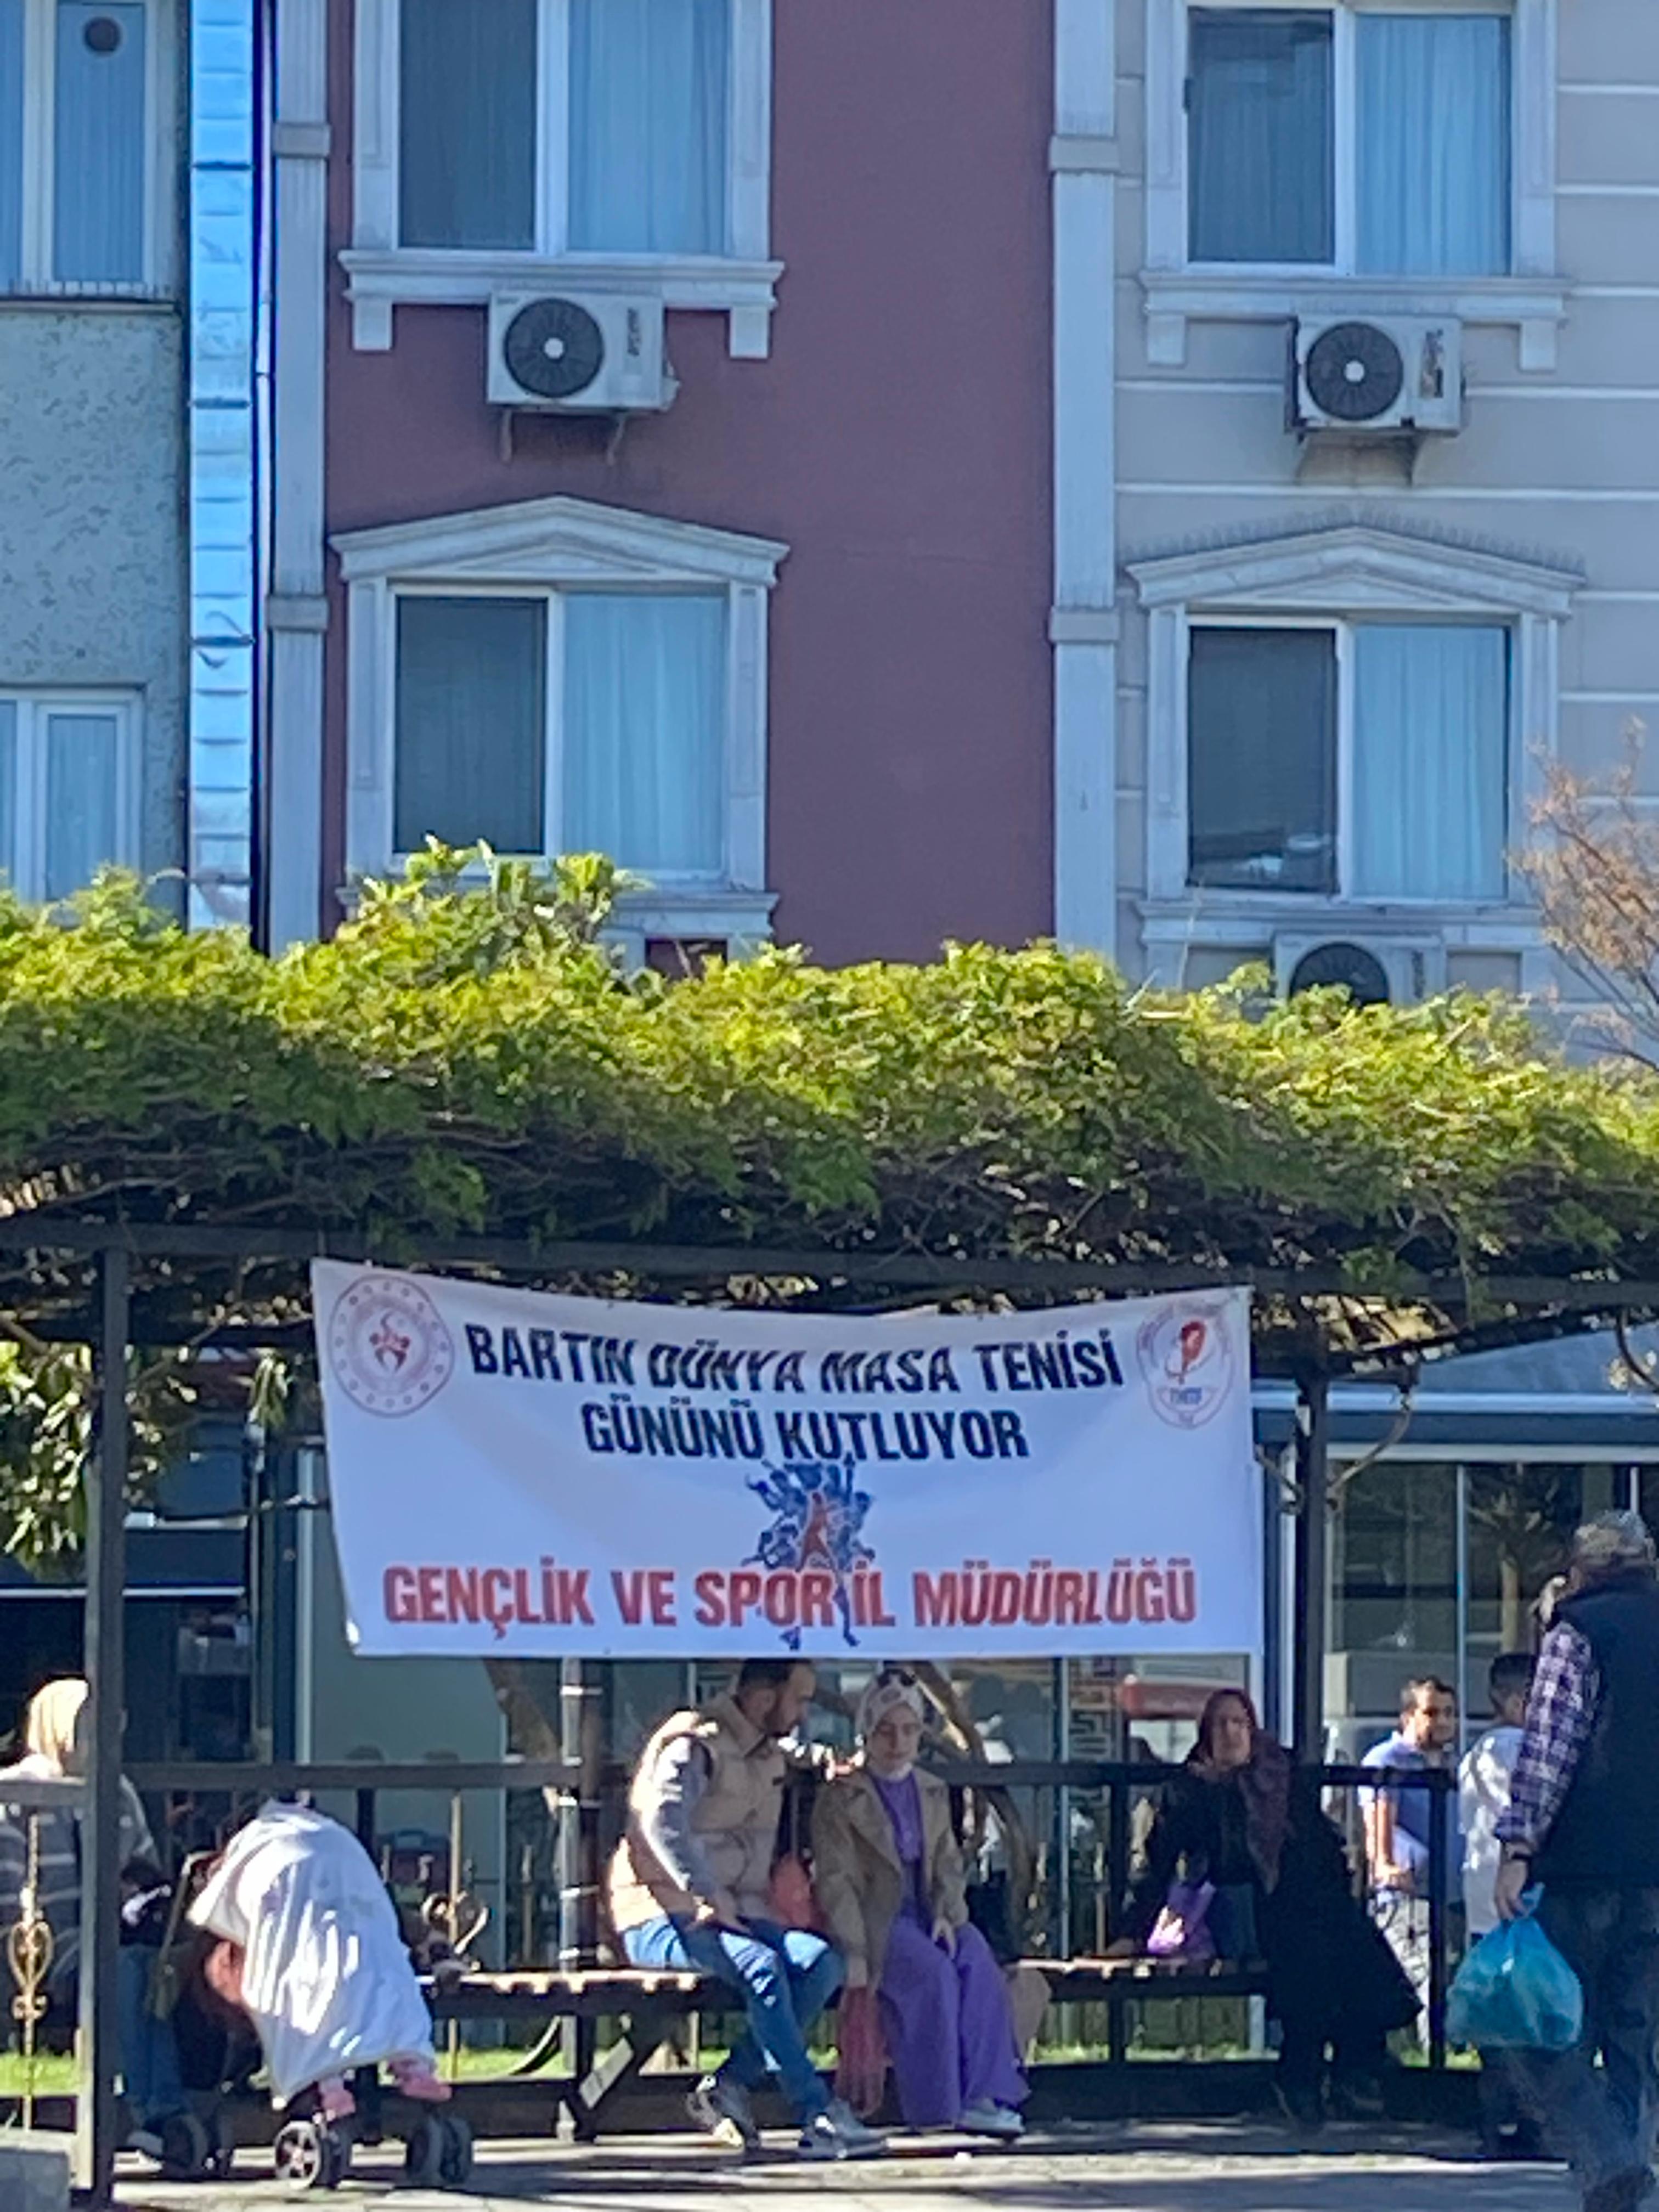 BARTIN DÜNYA MASA TENİSİ
GÜNÜNÜ KUTLUYOR
GENÇLİK VE SPOR İL MÜDÜRLÜĞÜ